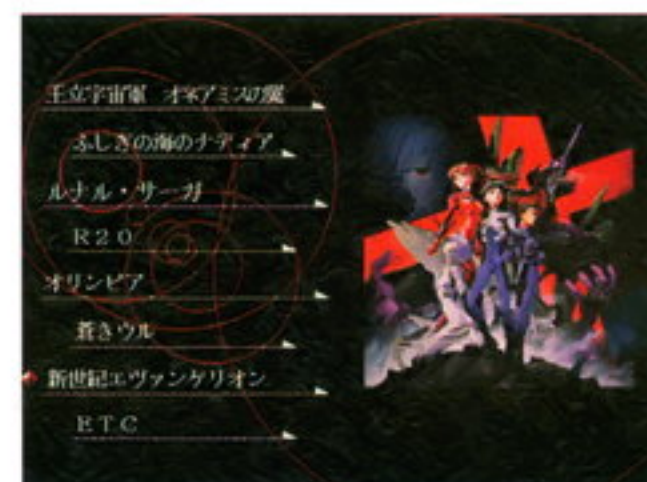 王立宇宙軍 オネアミスの翼
ふしぎの海のナディア
ルナル・サーガ
R20
オリンピア
蒼きウル
新世紀エヴァンゲリオン
ETC